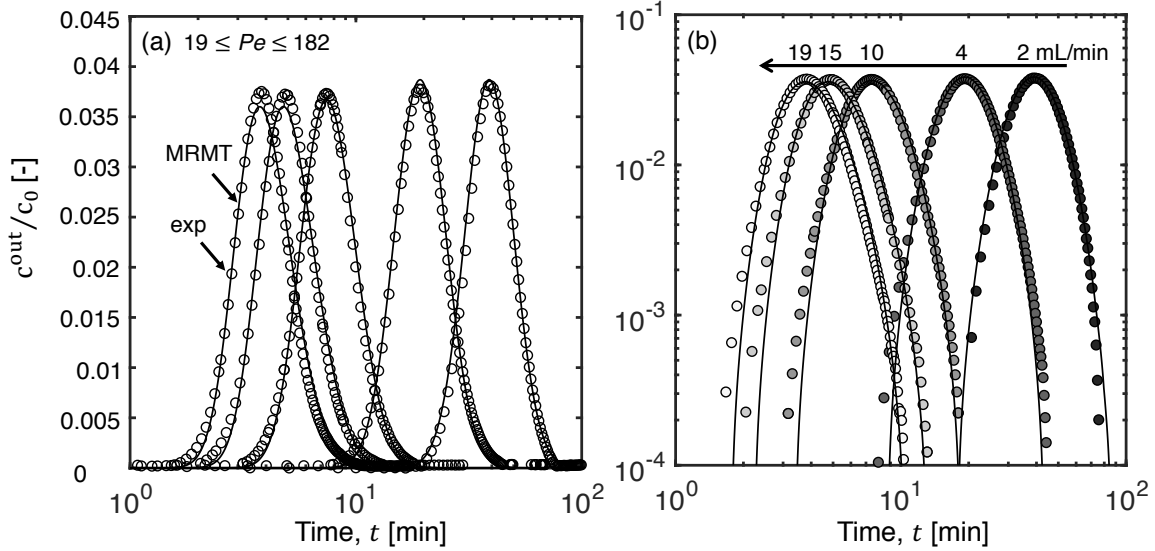 (a) 19 ≤ Pe ≤ 182
0.045
0.04
0.035
0.03
0.025
0.02
0.015
0.01
0.005
0
MRMT
exp
c^out/c_0 [-]
10^0
10^1
10^2
Time, t [min]
(b)
19 15 10 4 2 mL/min
10^-1
10^-2
10^-3
10^-4
10^0
10^1
10^2
Time, t [min]